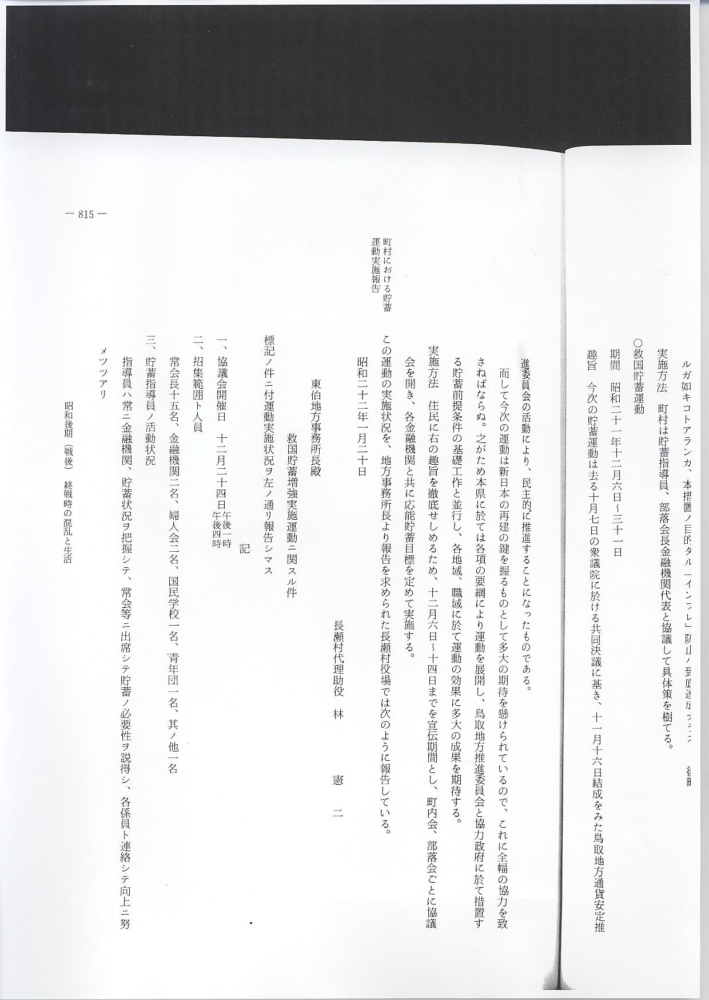 ルガ如キコトアランカ、本措置ノ目的タル「インフレ」防止ハ到底達成
実施方法　町村は貯蓄指導員、部落会長金融機関代表と協議して具体策を樹てる。
○救国貯蓄運動
期間　昭和二十一年十二月六日～三十一日
趣旨　今次の貯蓄運動は去る十月七日の衆議院に於ける共同決議に基き、十一月十六日結成をみた鳥取地方通貨安定推
進委員会の活動により、民主的に推進することになったものである。
而して今次の運動は新日本の再建の鍵を握るものとして多大の期待を懸けられているので、これに全幅の協力を致
さねばならぬ。之がため本県に於ては各項の要綱により運動を展開し、鳥取地方推進委員会と協力政府に於て措置す
る貯蓄前提条件の基礎工作と並行し、各地域、職域に於て運動の効果に多大の成果を期待する。
実施方法　住民に右の趣旨を徹底せしめるため、十二月六日～十四日までを宣伝期間とし、町内会、部落会ごとに協議
会を開き、各金融機関と共に応能貯蓄目標を定めて実施する。
町村における貯蓄
運動実施報告
この運動の実施状況を、地方事務所長より報告を求められた長瀬村役場では次のように報告している。
昭和二十二年一月二十日
長瀬村代理助役　林　憲　二
東伯地方事務所長殿
救国貯蓄増強実施運動ニ関スル件
標記ノ件ニ付運動実施状況ヲ左ノ通リ報告シマス
記
一、協議会開催日　十二月二十四日午後一時
午後四時
二、招集範囲ト人員
常会長十五名、金融機関二名、婦人会二名、国民学校一名、青年団一名、其ノ他一名
三、貯蓄指導員ノ活動状況
指導員ハ常ニ金融機関、貯蓄状況ヲ把握シテ、常会等ニ出席シテ貯蓄ノ必要性ヲ説得シ、各係員ト連絡シテ向上ニ努
メツツアリ
昭和後期（戦後）　終戦時の混乱と生活
― 815 ―